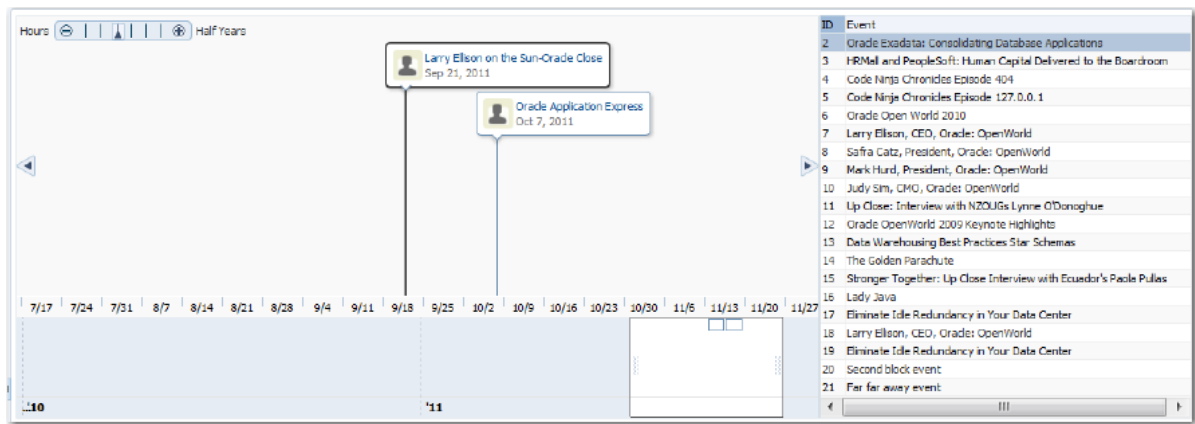 Hours
Half Years
Larry Ellison on the Sun-Oracle Close
Sep 21, 2011
Oracle Application Express
Oct 7, 2011
7/17 7/24 7/31 8/7 8/14 8/21 8/28 9/4 9/11 9/18 9/25 10/2 10/9 10/16 10/23 10/30 11/6 11/13 11/20 11/27
'10
'11
ID Event
2 Oracle Exadata: Consolidating Database Applications
3 HRMall and PeopleSoft: Human Capital Delivered to the Boardroom
4 Code Ninja Chronicles Episode 404
5 Code Ninja Chronicles Episode 127.0.0.1
6 Oracle Open World 2010
7 Larry Ellson, CEO, Oracle: OpenWorld
8 Safra Catz, President, Oracle: OpenWorld
9 Mark Hurd, President, Oracle: OpenWorld
10 Judy Sim, CMO, Oracle: OpenWorld
11 Up Close: Interview with NZOUGs Lynne O'Donoghue
12 Oracle OpenWorld 2009 Keynote Highlights
13 Data Warehousing Best Practices Star Schemas
14 The Golden Parachute
15 Stronger Together: Up Close Interview with Ecuador's Paola Pullas
16 Lady Java
17 Eliminate Idle Redundancy in Your Data Center
18 Larry Ellson, CEO, Oracle: OpenWorld
19 Eliminate Idle Redundancy in Your Data Center
20 Second block event
21 Far far away event